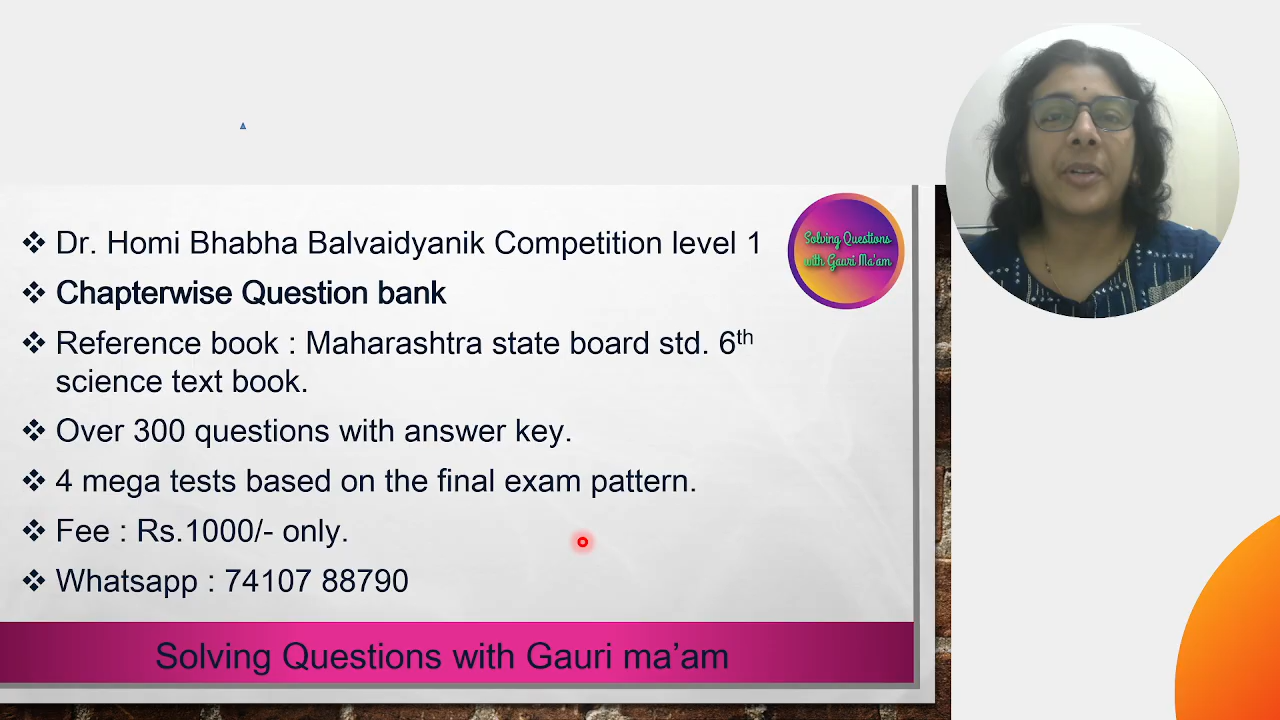 Dr. Homi Bhabha Balvaidyanik Competition level 1
Solving Questions
with Gauri Ma'am
Chapterwise Question bank
Reference book : Maharashtra state board std. 6th
science text book.
Over 300 questions with answer key.
4 mega tests based on the final exam pattern.
Fee : Rs.1000/- only.
Whatsapp : 74107 88790
Solving Questions with Gauri ma’am